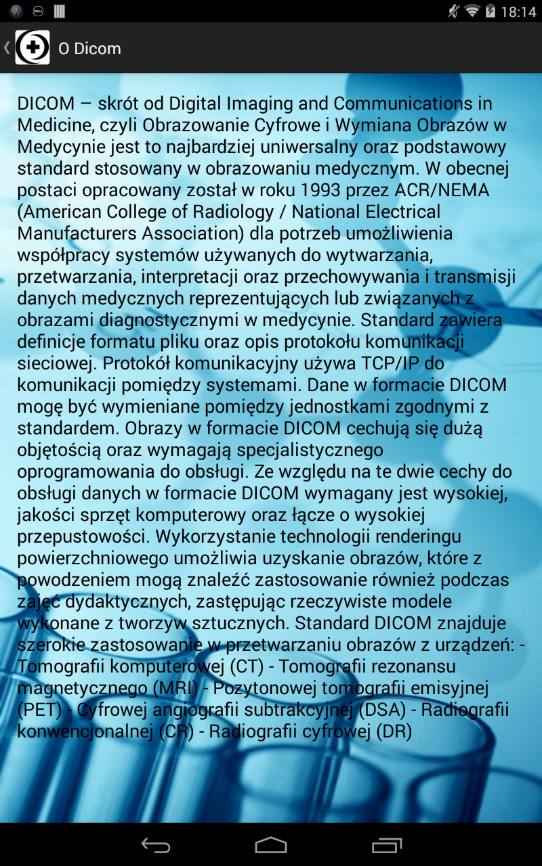 18:14
O Dicom
DICOM – skrót od Digital Imaging and Communications in
Medicine, czyli Obrazowanie Cyfrowe i Wymiana Obrazów w
Medycynie jest to najbardziej uniwersalny oraz podstawowy
standard stosowany w obrazowaniu medycznym. W obecnej
postaci opracowany został w roku 1993 przez ACR/NEMA
(American College of Radiology / National Electrical
Manufacturers Association) dla potrzeb umożliwienia
współpracy systemów używanych do wytwarzania,
przetwarzania, interpretacji oraz przechowywania i transmisji
danych medycznych reprezentujących lub związanych z
obrazami diagnostycznymi w medycynie. Standard zawiera
definicje formatu pliku oraz opis protokołu komunikacji
sieciowej. Protokół komunikacyjny używa TCP/IP do
komunikacji pomiędzy systemami. Dane w formacie DICOM
mogę być wymieniane pomiędzy jednostkami zgodnymi z
standardem. Obrazy w formacie DICOM cechują się dużą
objętością oraz wymagają specjalistycznego
oprogramowania do obsługi. Ze względu na te dwie cechy do
obsługi danych w formacie DICOM wymagany jest wysokiej,
jakości sprzęt komputerowy oraz łącze o wysokiej
przepustowości. Wykorzystanie technologii renderingu
powierzchniowego umożliwia uzyskanie obrazów, które z
powodzeniem mogą znaleźć zastosowanie również podczas
zajęć dydaktycznych, zastępując rzeczywiste modele
wykonane z tworzyw sztucznych. Standard DICOM znajduje
szerokie zastosowanie w przetwarzaniu obrazów z urządzeń: -
Tomografii komputerowej (CT) - Tomografii rezonansu
magnetycznego (MRI) - Pozytonowej tomografii emisyjnej
(PET) - Cyfrowej angiografii subtrakcyjnej (DSA) - Radiografii
konwencjonalnej (CR) - Radiografii cyfrowej (DR)